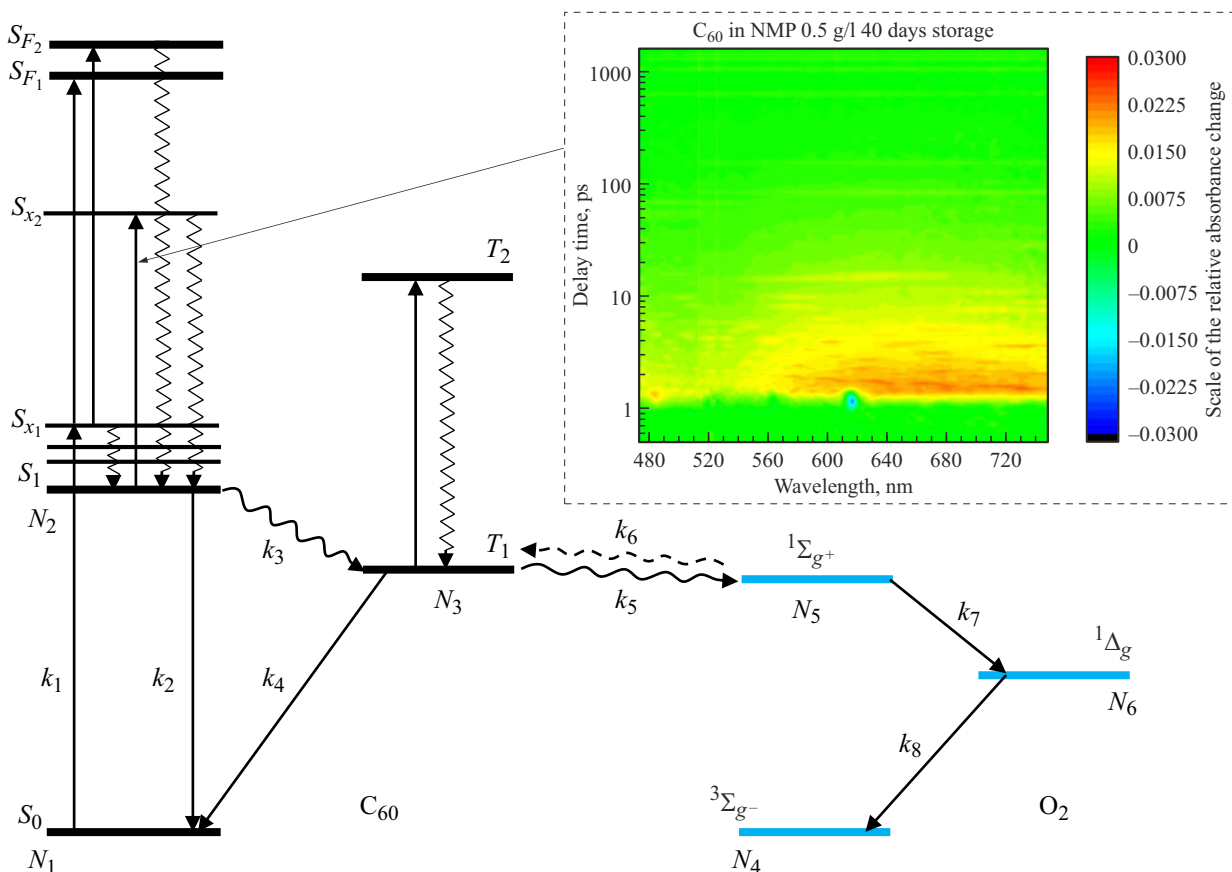 S_F2
S_F1
S_x2
S_x1
S_1
N_2
k_3
k_1
k_2
k_4
S_0
N_1
C_60
T_2
T_1
N_3
k_6
k_5
^1Σ_g+
N_5
k_7
^1Δ_g
N_6
k_8
^3Σ_g−
N_4
O_2
C_60 in NMP 0.5 g/l 40 days storage
Delay time, ps
1000
100
10
1
480 520 560 600 640 680 720
Wavelength, nm
0.0300
0.0225
0.0150
0.0075
0
–0.0075
–0.0150
–0.0225
–0.0300
Scale of the relative absorbance change